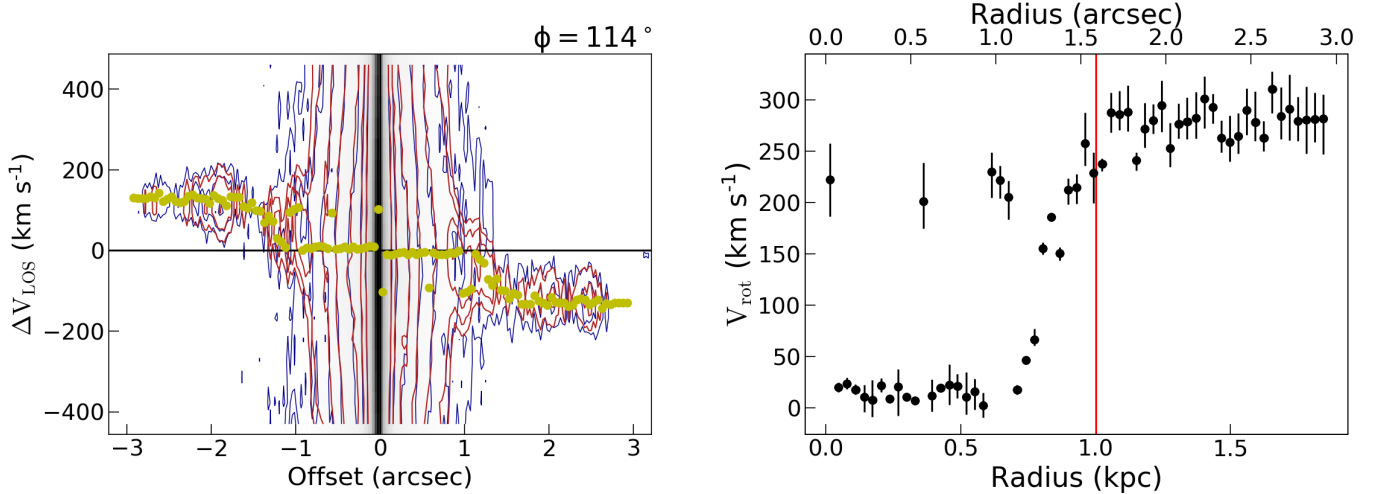 ϕ = 114°
400
200
0
−200
−400
ΔV_LOS (km s⁻¹)
−3 −2 −1 0 1 2 3
Offset (arcsec)
Radius (arcsec)
0.0 0.5 1.0 1.5 2.0 2.5 3.0
300
250
200
150
100
50
0
V_rot (km s⁻¹)
0.0 0.5 1.0 1.5
Radius (kpc)